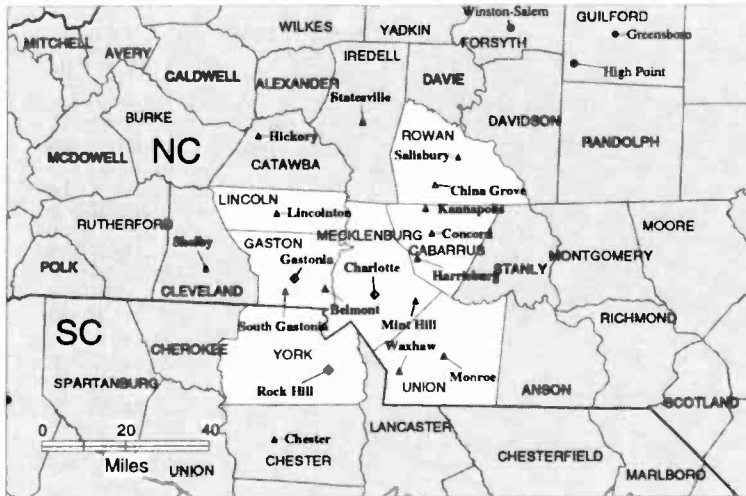 WILKES
YADKIN
Winston-Salem
FORSYTH
GUILFORD
Greensboro
High Point
MITCHELL
AVERY
CALDWELL
ALEXANDER
IREDELL
Statesville
DAVIE
DAVIDSON
RANDOLPH
BURKE
MCDOWELL
NC
Hickory
CATAWBA
ROWAN
Salisbury
China Grove
LINCOLN
Lincolnton
Kannapolis
RUTHERFORD
Shelby
GASTON
Gastonia
MECKLENBURG
Charlotte
Concord
CABARRUS
Harrisburg
STANLY
MONTGOMERY
MOORE
POLK
CLEVELAND
South Gastonia
Belmont
Mint Hill
SC
CHEROKEE
YORK
Rock Hill
Waxhaw
UNION
Monroe
ANSON
RICHMOND
SCOTLAND
SPARTANBURG
0 20 40
Miles
UNION
Chester
CHESTER
LANCASTER
CHESTERFIELD
MARLBORO